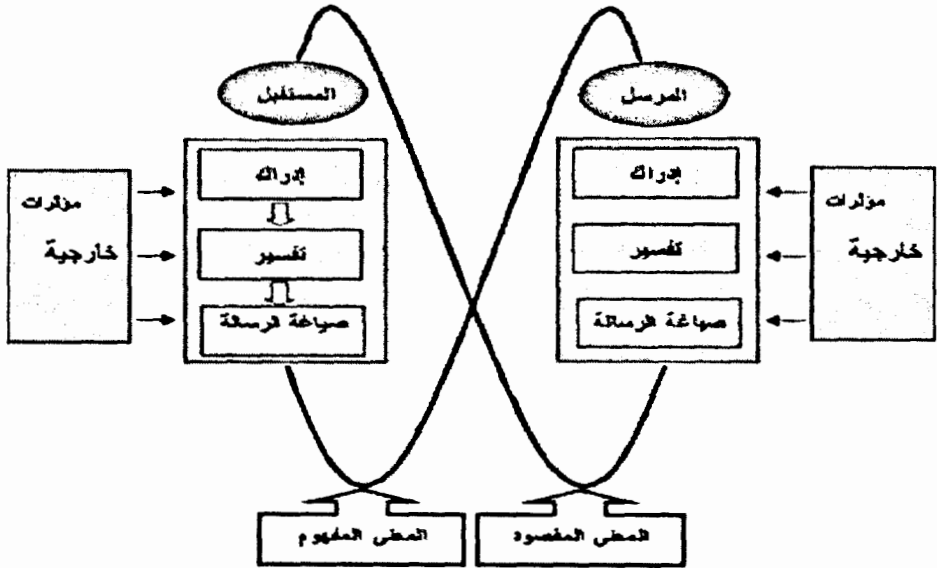 المرسل
المستقبل
إدراك
تفسير
صياغة الرسالة
مؤثرات
خارجية
إدراك
تفسير
صياغة الرسالة
مؤثرات
خارجية
المعنى المقصود
المعنى المفهوم